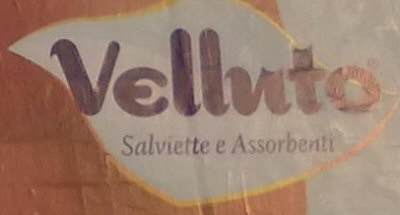 Velluto
Salviette e Assorbenti